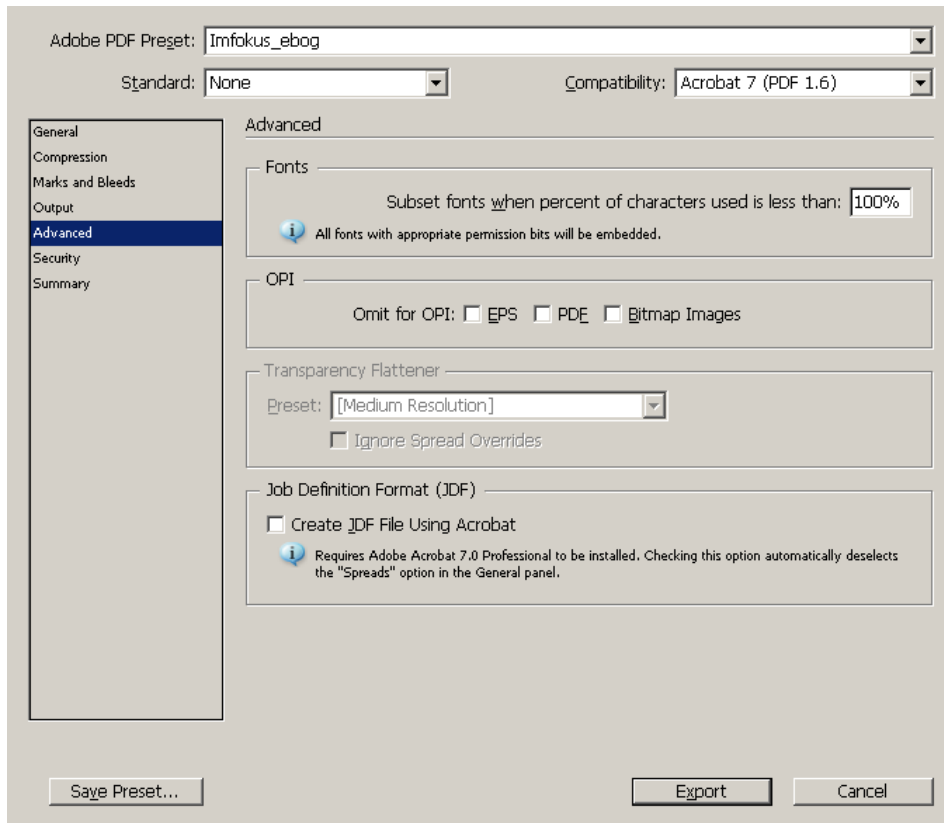 Adobe PDF Preset: Imfokus_ebog
Standard: None Compatibility: Acrobat 7 (PDF 1.6)
General
Compression
Marks and Bleeds
Output
Advanced
Security
Summary
Advanced
Fonts
Subset fonts when percent of characters used is less than: 100%
All fonts with appropriate permission bits will be embedded.
OPI
Omit for OPI: EPS PDF Bitmap Images
Transparency Flattener
Preset: [Medium Resolution]
Ignore Spread Overrides
Job Definition Format (JDF)
Create JDF File Using Acrobat
Requires Adobe Acrobat 7.0 Professional to be installed. Checking this option automatically deselects
the "Spreads" option in the General panel.
Save Preset... Export Cancel